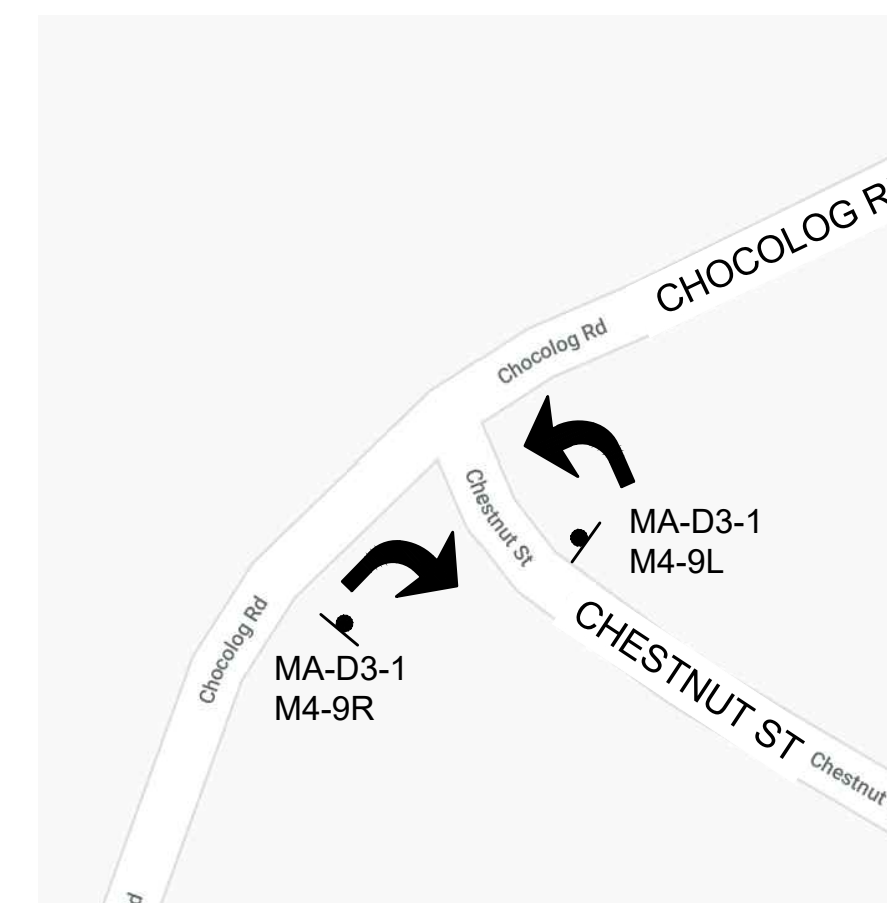 CHOCOLOG R
Chocolog Rd
Chestnut St
MA-D3-1
M4-9L
Chocolog Rd
MA-D3-1
M4-9R
CHESTNUT ST
Chestnut
d